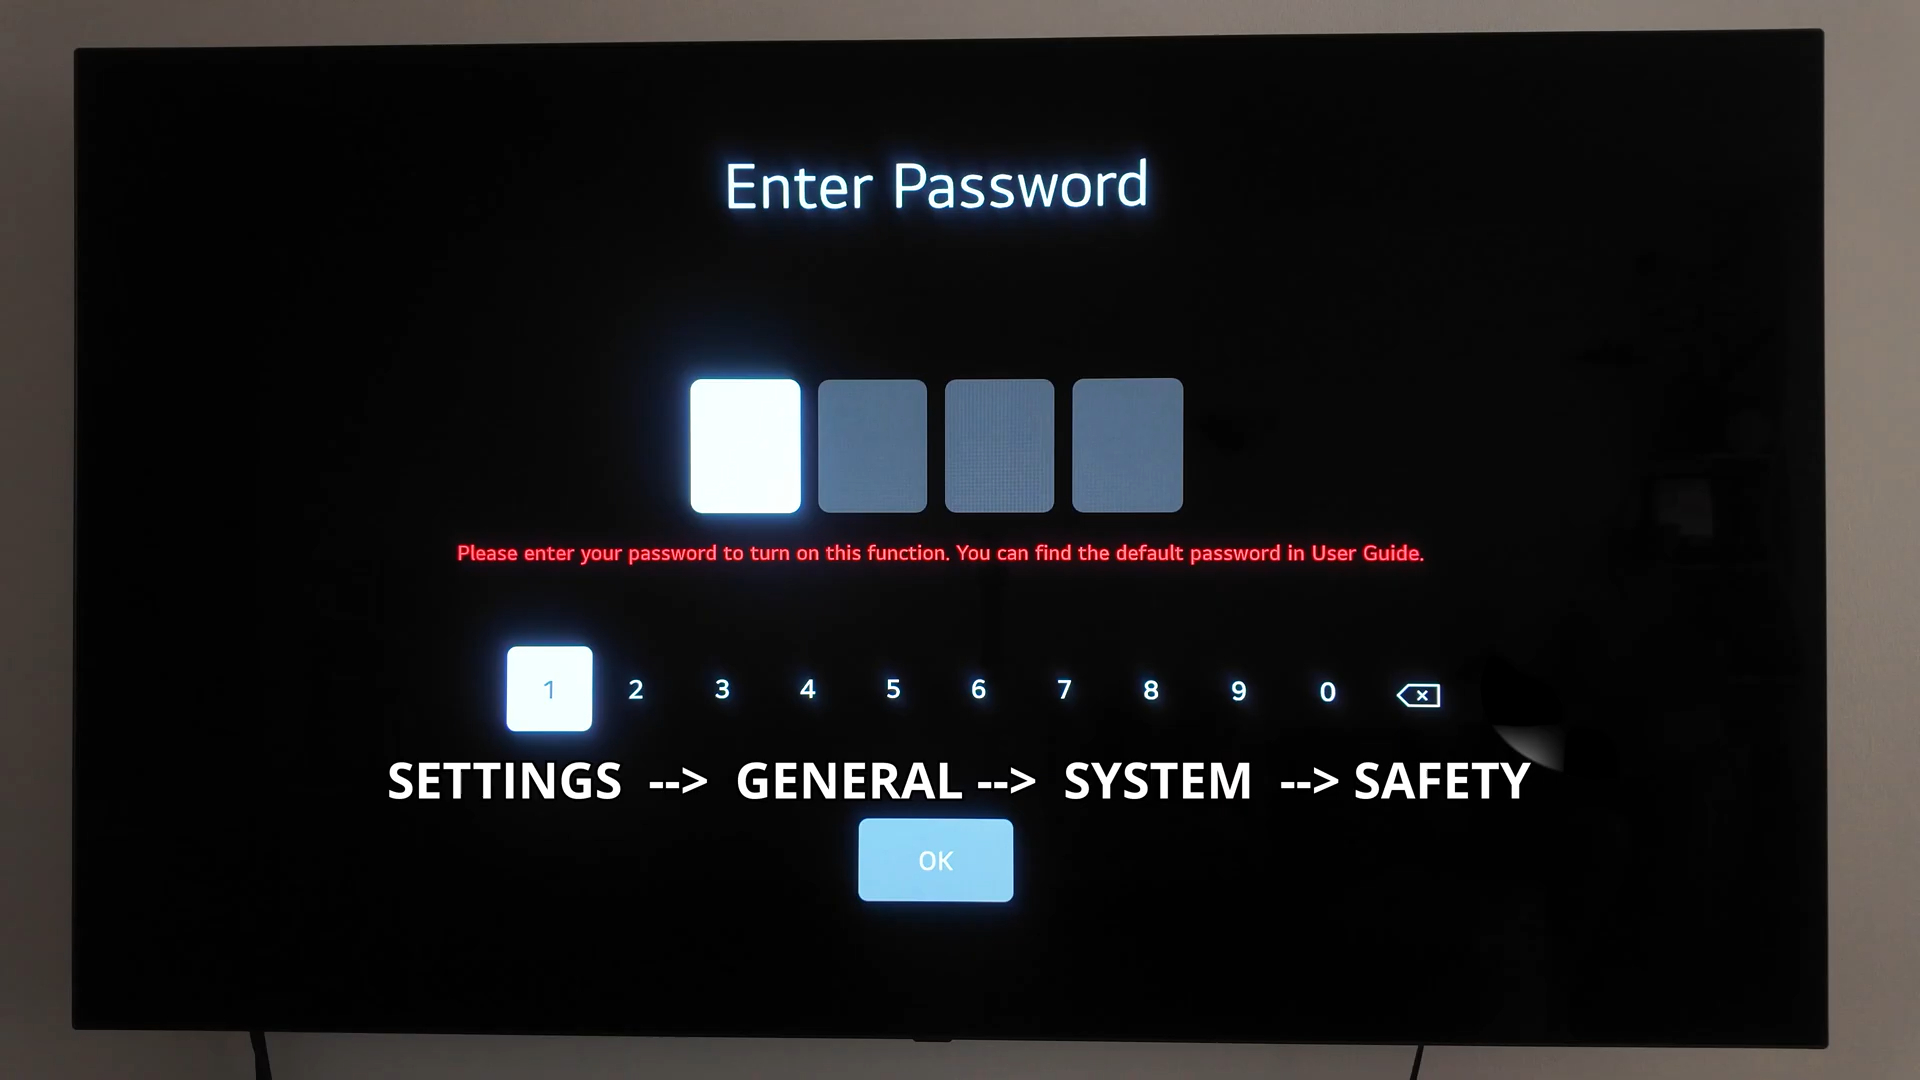 Enter Password
Please enter your password to turn on this function. You can find the default password in User Guide.
1 2 3 4 5 6 7 8 9 0
SETTINGS --> GENERAL --> SYSTEM --> SAFETY
OK